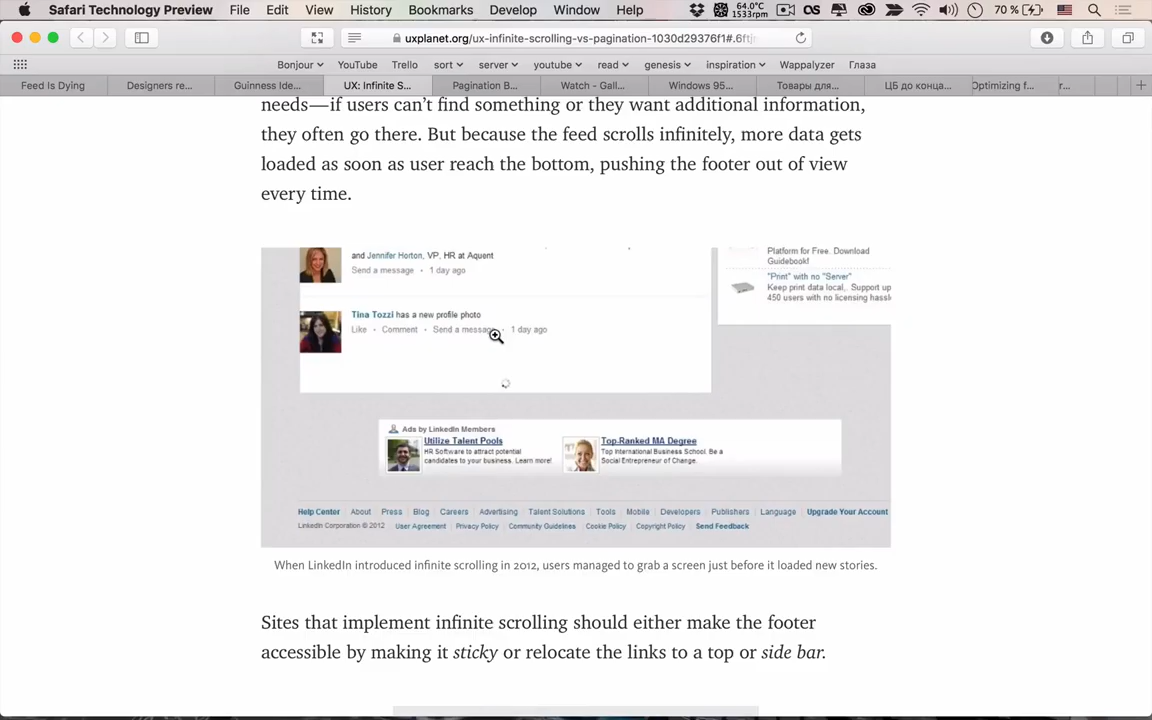 Safari Technology Preview File Edit View History Bookmarks Develop Window Help 64.0°C 1533rpm 70 %
uxplanet.org/ux-infinite-scrolling-vs-pagination-1030d29376f1#.6ftj
Bonjour YouTube Trello sort server youtube read genesis inspiration Wappalyzer Глаза
Feed Is Dying Designers re... Guinness Ide... UX: Infinite S... Pagination B... Watch - Gall... Windows 95... Товары для... ЦБ до конца... Optimizing f... r...
needs—if users can't find something or they want additional information,
they often go there. But because the feed scrolls infinitely, more data gets
loaded as soon as user reach the bottom, pushing the footer out of view
every time.
and Jennifer Horton, VP, HR at Aquent
Send a message • 1 day ago
Platform for Free. Download
Guidebook!
"Print" with no "Server"
Keep print data local,. Support up
450 users with no licensing hassl
Tina Tozzi has a new profile photo
Like • Comment • Send a message • 1 day ago
Ads by LinkedIn Members
Utilize Talent Pools
HR Software to attract potential
candidates to your business. Learn more!
Top-Ranked MA Degree
Top International Business School. Be a
Social Entrepreneur of Change.
Help Center About Press Blog Careers Advertising Talent Solutions Tools Mobile Developers Publishers Language Upgrade Your Account
LinkedIn Corporation © 2012 User Agreement Privacy Policy Community Guidelines Cookie Policy Copyright Policy Send Feedback
When LinkedIn introduced infinite scrolling in 2012, users managed to grab a screen just before it loaded new stories.
Sites that implement infinite scrolling should either make the footer
accessible by making it sticky or relocate the links to a top or side bar.